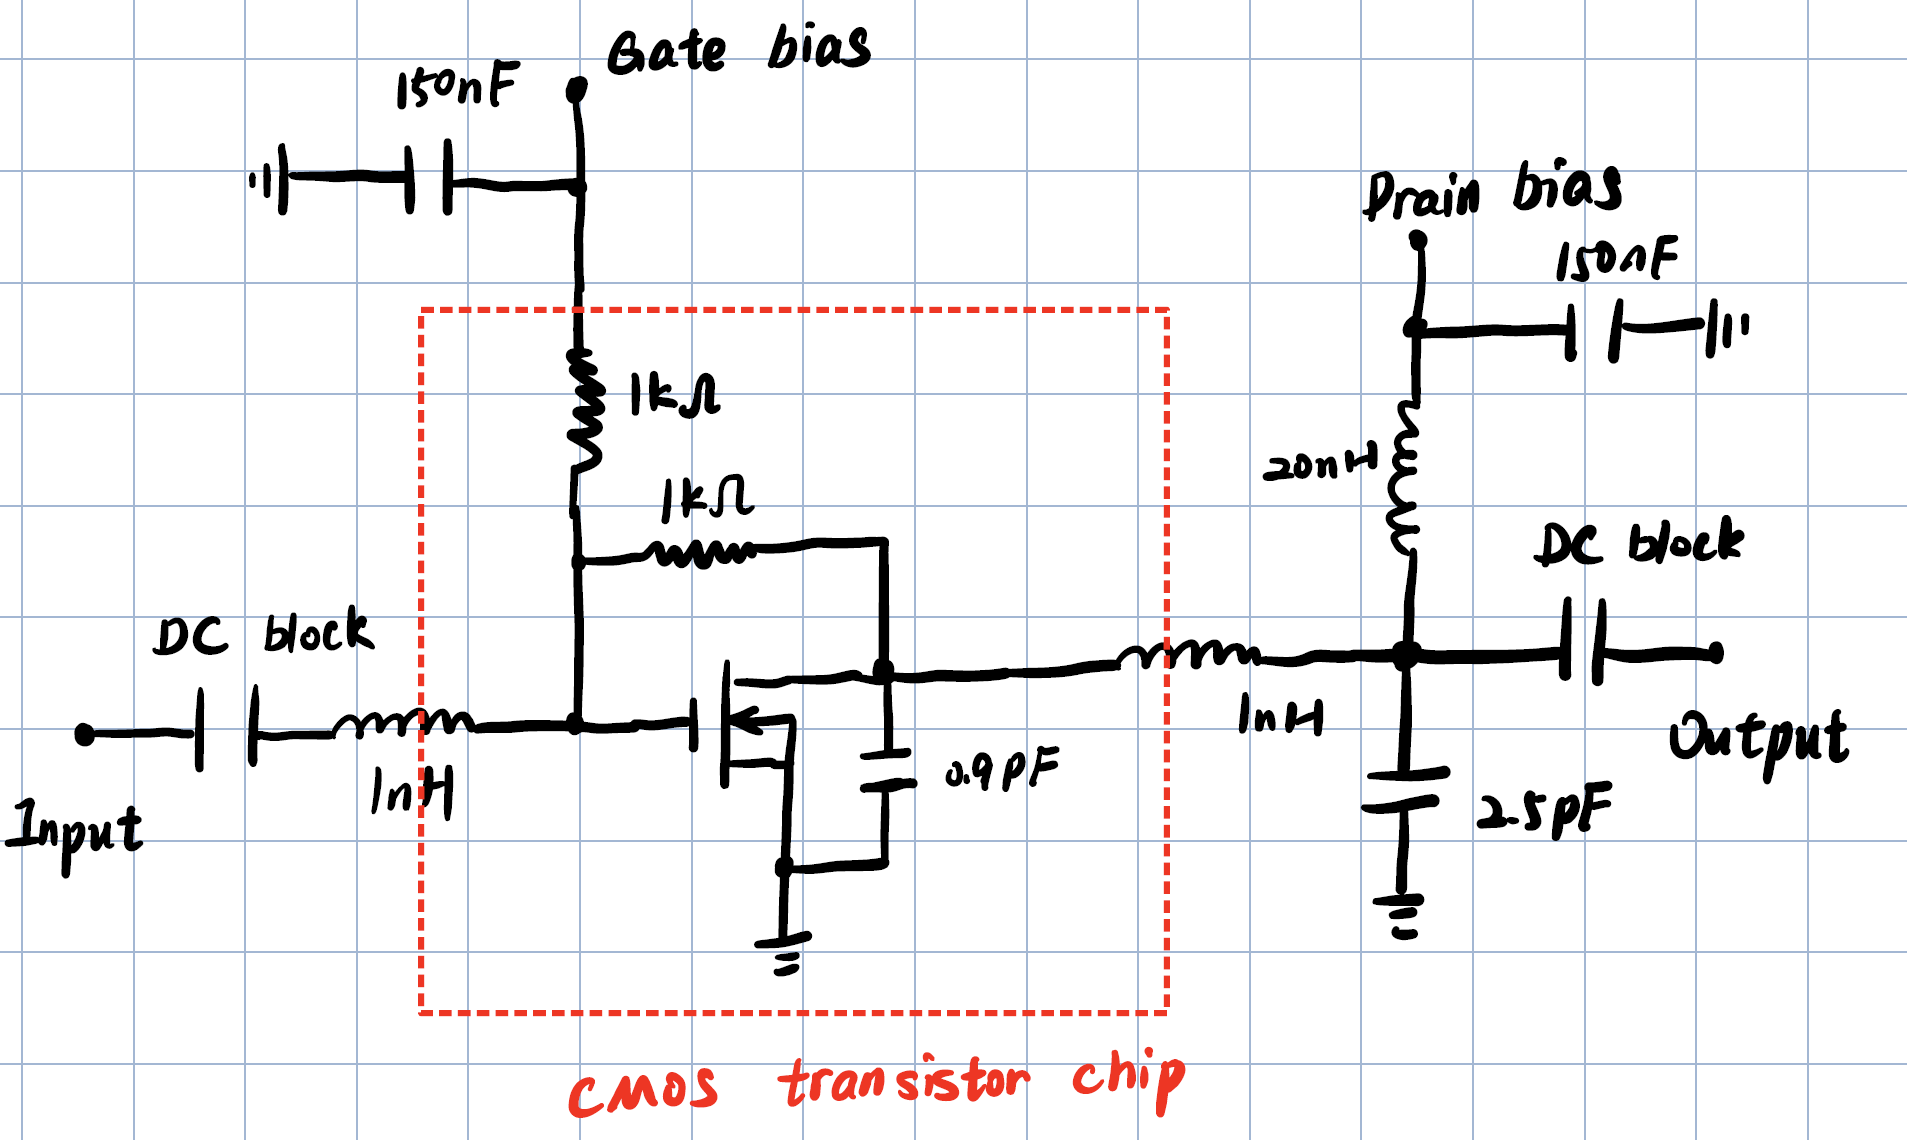 Gate bias
150nF
Drain bias
150nF
1kΩ
20nH
1kΩ
DC block
DC block
1nH
1nH
0.9pF
Output
2.5pF
Input
CMOS transistor chip